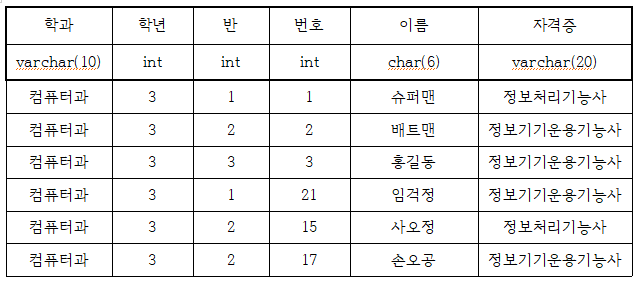 학과 학년 반 번호 이름 자격증
varchar(10) int int int char(6) varchar(20)
컴퓨터과 3 1 1 슈퍼맨 정보처리기능사
컴퓨터과 3 2 2 배트맨 정보기기운용기능사
컴퓨터과 3 3 3 홍길동 정보기기운용기능사
컴퓨터과 3 1 21 임걱정 정보기기운용기능사
컴퓨터과 3 2 15 사오정 정보처리기능사
컴퓨터과 3 2 17 손오공 정보기기운용기능사